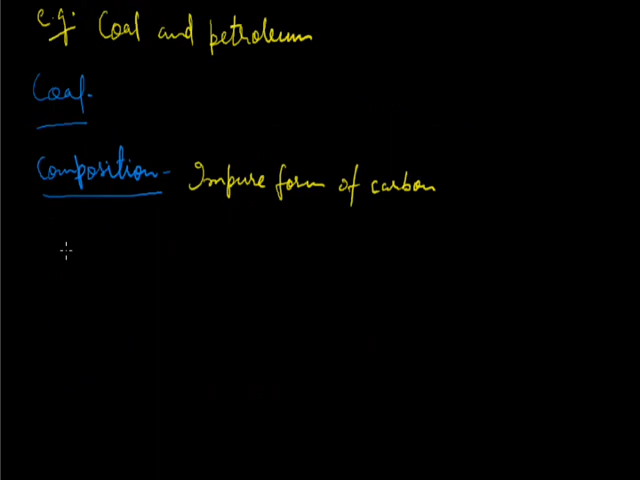 e.g: Coal and petroleum
Coal.
Composition- Impure form of carbon